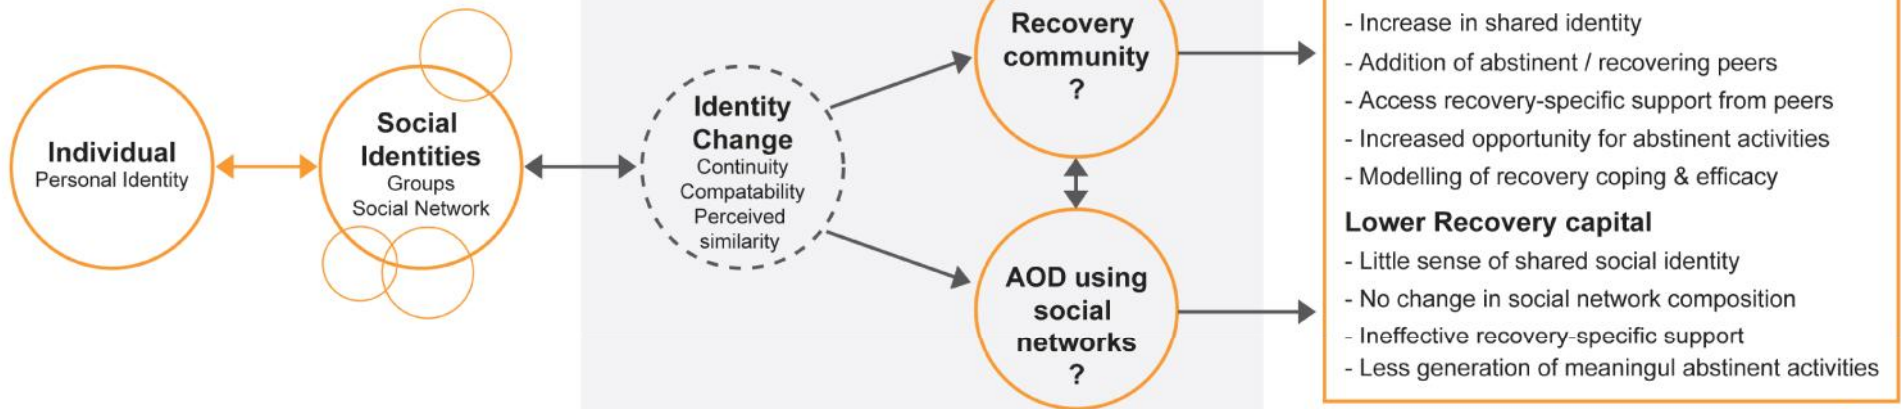 Individual
Personal Identity
Social
Identities
Groups
Social Network
Identity
Change
Continuity
Compatability
Perceived
similarity
Recovery
community
?
AOD using
social
networks
?
- Increase in shared identity
- Addition of abstinent / recovering peers
- Access recovery-specific support from peers
- Increased opportunity for abstinent activities
- Modelling of recovery coping & efficacy
Lower Recovery capital
- Little sense of shared social identity
- No change in social network composition
- Ineffective recovery-specific support
- Less generation of meaningul abstinent activities